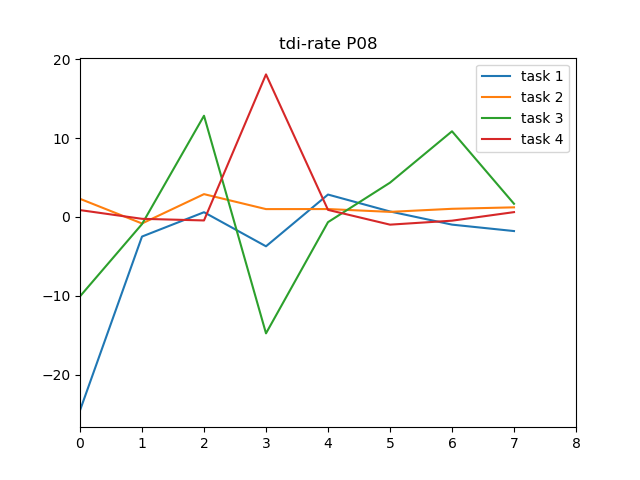 tdi-rate P08
20
10
0
−10
−20
0 1 2 3 4 5 6 7 8
task 1
task 2
task 3
task 4